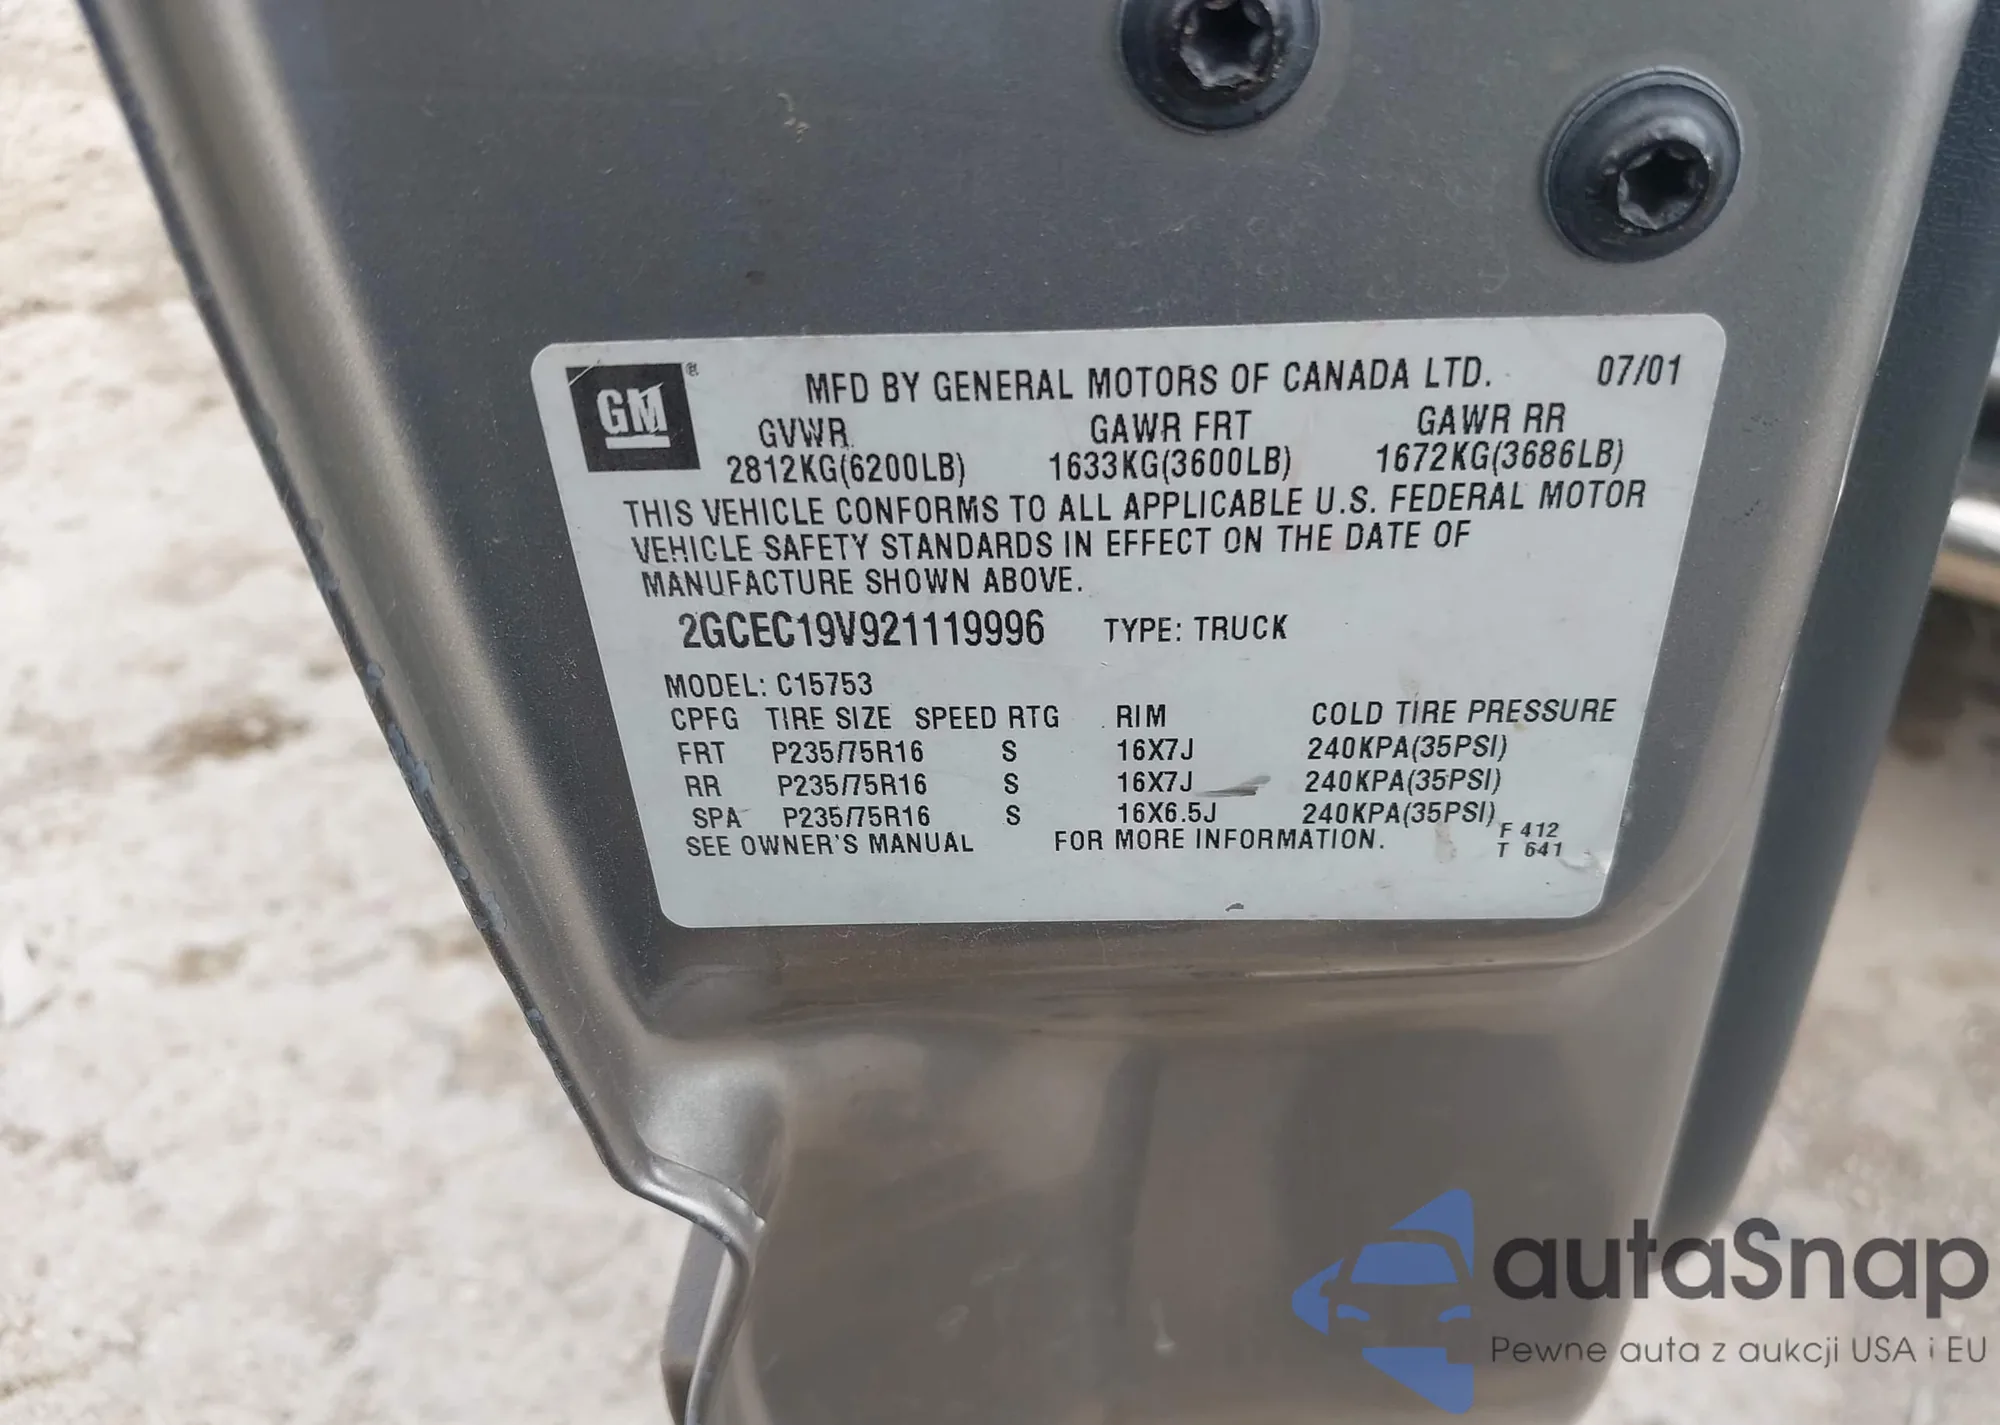 GM®
MFD BY GENERAL MOTORS OF CANADA LTD. 07/01
GVWR GAWR FRT GAWR RR
2812KG(6200LB) 1633KG(3600LB) 1672KG(3686LB)
THIS VEHICLE CONFORMS TO ALL APPLICABLE U.S. FEDERAL MOTOR
VEHICLE SAFETY STANDARDS IN EFFECT ON THE DATE OF
MANUFACTURE SHOWN ABOVE.
2GCEC19V921119996 TYPE: TRUCK
MODEL: C15753
CPFG TIRE SIZE SPEED RTG RIM COLD TIRE PRESSURE
FRT P235/75R16 S 16X7J 240KPA(35PSI)
RR P235/75R16 S 16X7J 240KPA(35PSI)
SPA P235/75R16 S 16X6.5J 240KPA(35PSI)
SEE OWNER'S MANUAL FOR MORE INFORMATION.
F 412
T 641
autaSnap
Pewne auta z aukcji USA i EU